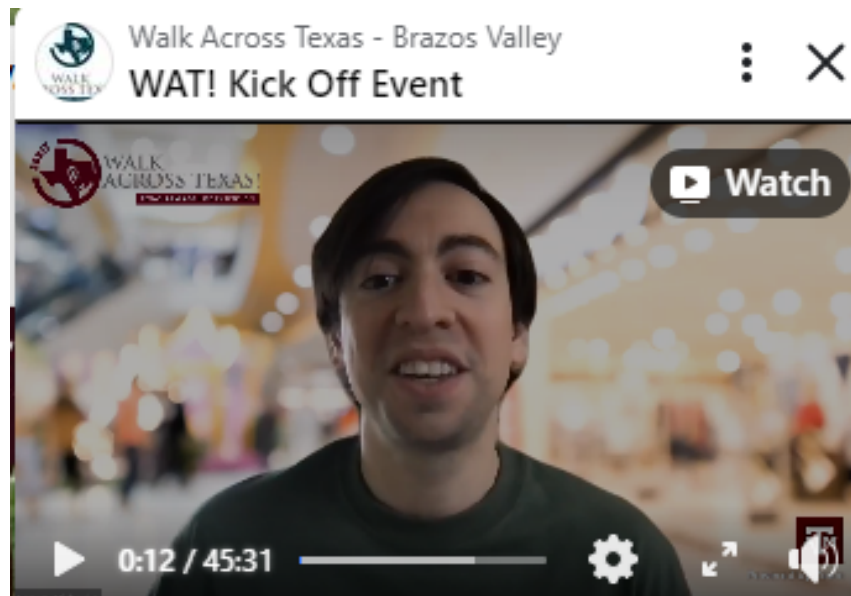 Walk Across Texas - Brazos Valley
WAT! Kick Off Event
WALK
ACROSS TEXAS!
Watch
0:12 / 45:31